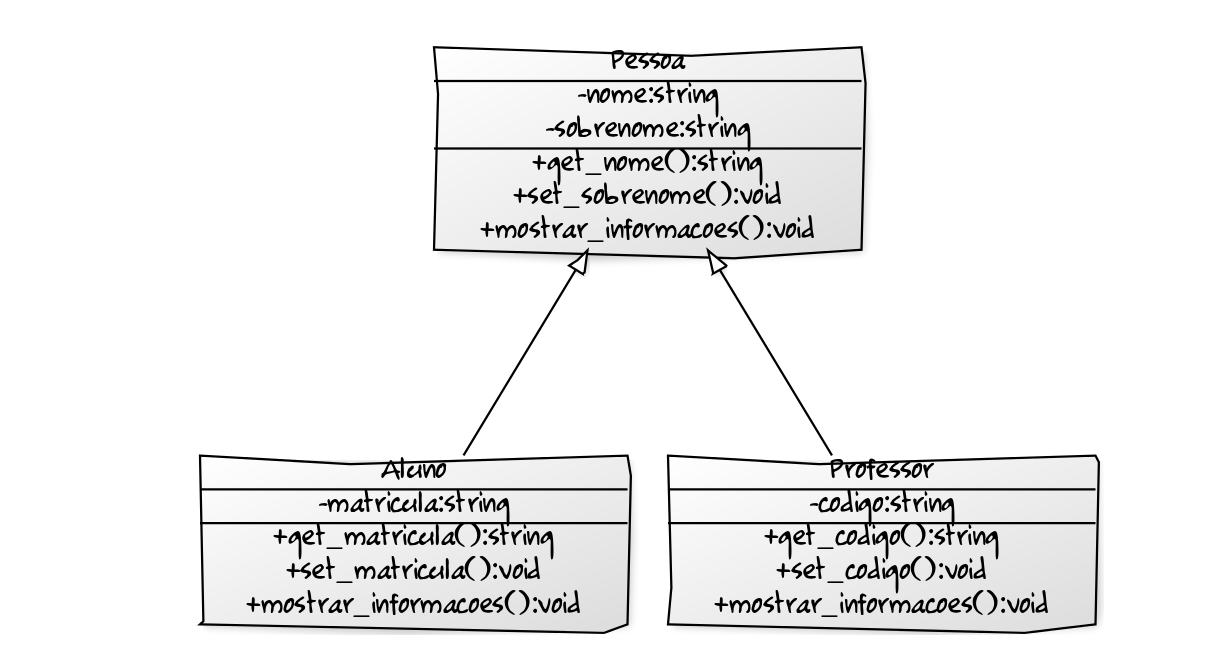 Pessoa
-nome:string
-sobrenome:string
+get_nome():string
+set_sobrenome():void
+mostrar_informacoes():void
Aluno
-matricula:string
+get_matricula():string
+set_matricula():void
+mostrar_informacoes():void
Professor
-codigo:string
+get_codigo():string
+set_codigo():void
+mostrar_informacoes():void